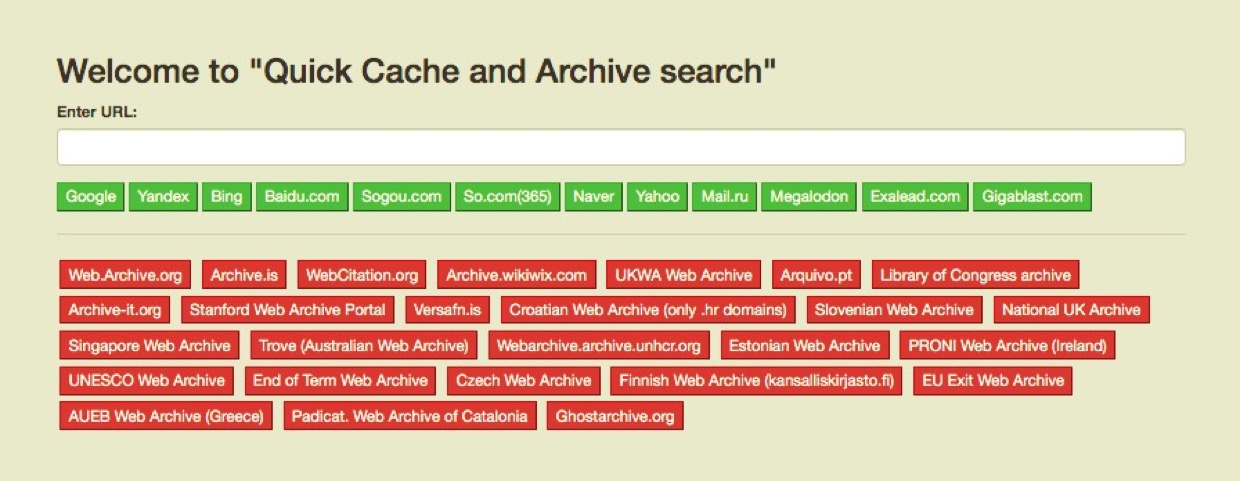 Welcome to "Quick Cache and Archive search"
Enter URL:
Google Yandex Bing Baidu.com Sogou.com So.com(365) Naver Yahoo Mail.ru Megalodon Exalead.com Gigablast.com
Web.Archive.org Archive.is WebCitation.org Archive.wikiwix.com UKWA Web Archive Arquivo.pt Library of Congress archive
Archive-it.org Stanford Web Archive Portal Versafn.is Croatian Web Archive (only .hr domains) Slovenian Web Archive National UK Archive
Singapore Web Archive Trove (Australian Web Archive) Webarchive.archive.unhcr.org Estonian Web Archive PRONI Web Archive (Ireland)
UNESCO Web Archive End of Term Web Archive Czech Web Archive Finnish Web Archive (kansalliskirjasto.fi) EU Exit Web Archive
AUEB Web Archive (Greece) Padicat. Web Archive of Catalonia Ghostarchive.org